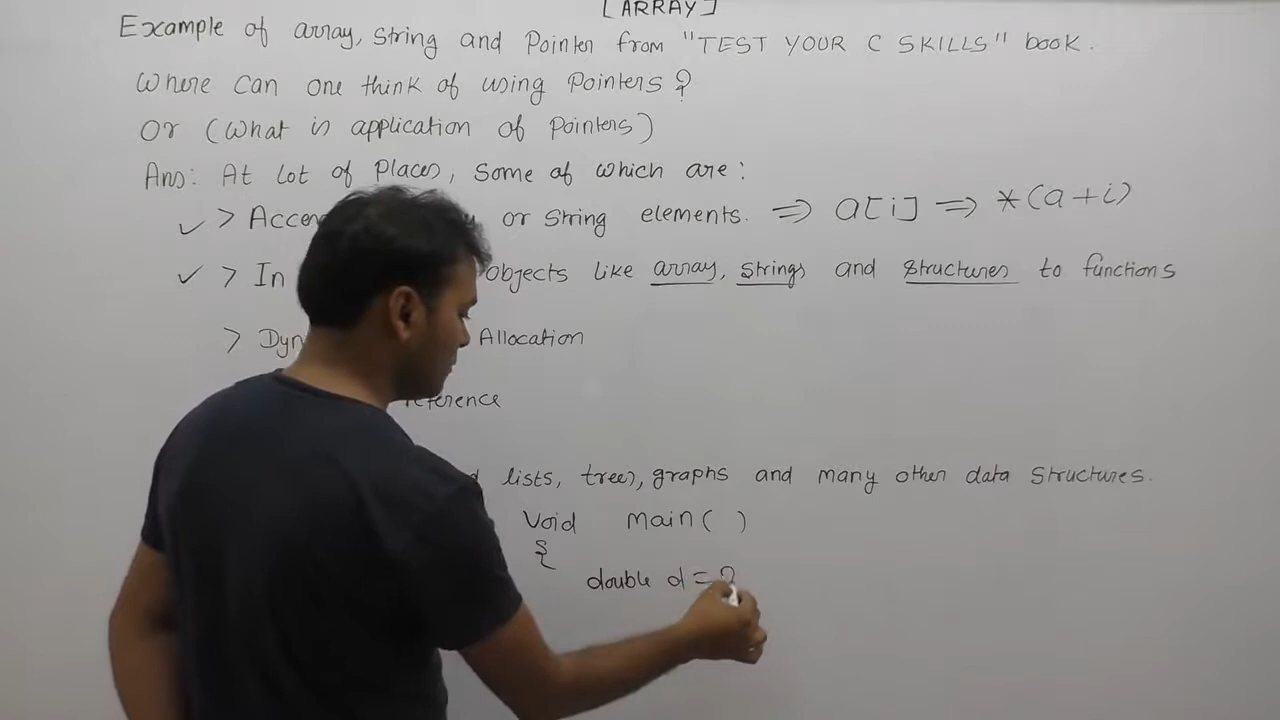 [ARRAY]
Example of array, string and Pointer from "TEST YOUR C SKILLS" book.
Where can one think of using Pointers?
Or (What is application of Pointers)
Ans: At Lot of Places, Some of which are:
✓ > or String elements. ⇒ a[i] ⇒ *(a+i)
✓ > In objects like array, strings and structures to functions
> Allocation
lists, trees, graphs and many other data structures.
Void main( )
{
double d =